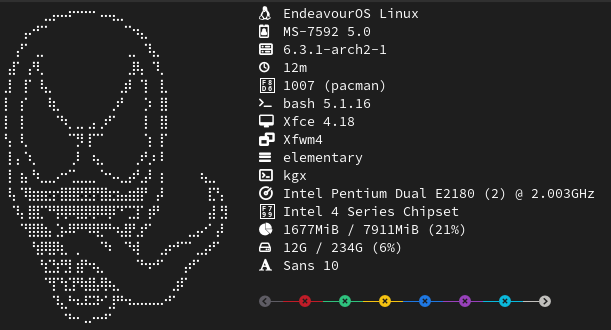 EndeavourOS Linux
MS-7592 5.0
6.3.1-arch2-1
12m
1007 (pacman)
bash 5.1.16
Xfce 4.18
Xfwm4
elementary
kgx
Intel Pentium Dual E2180 (2) @ 2.003GHz
Intel 4 Series Chipset
1677MiB / 7911MiB (21%)
12G / 234G (6%)
Sans 10